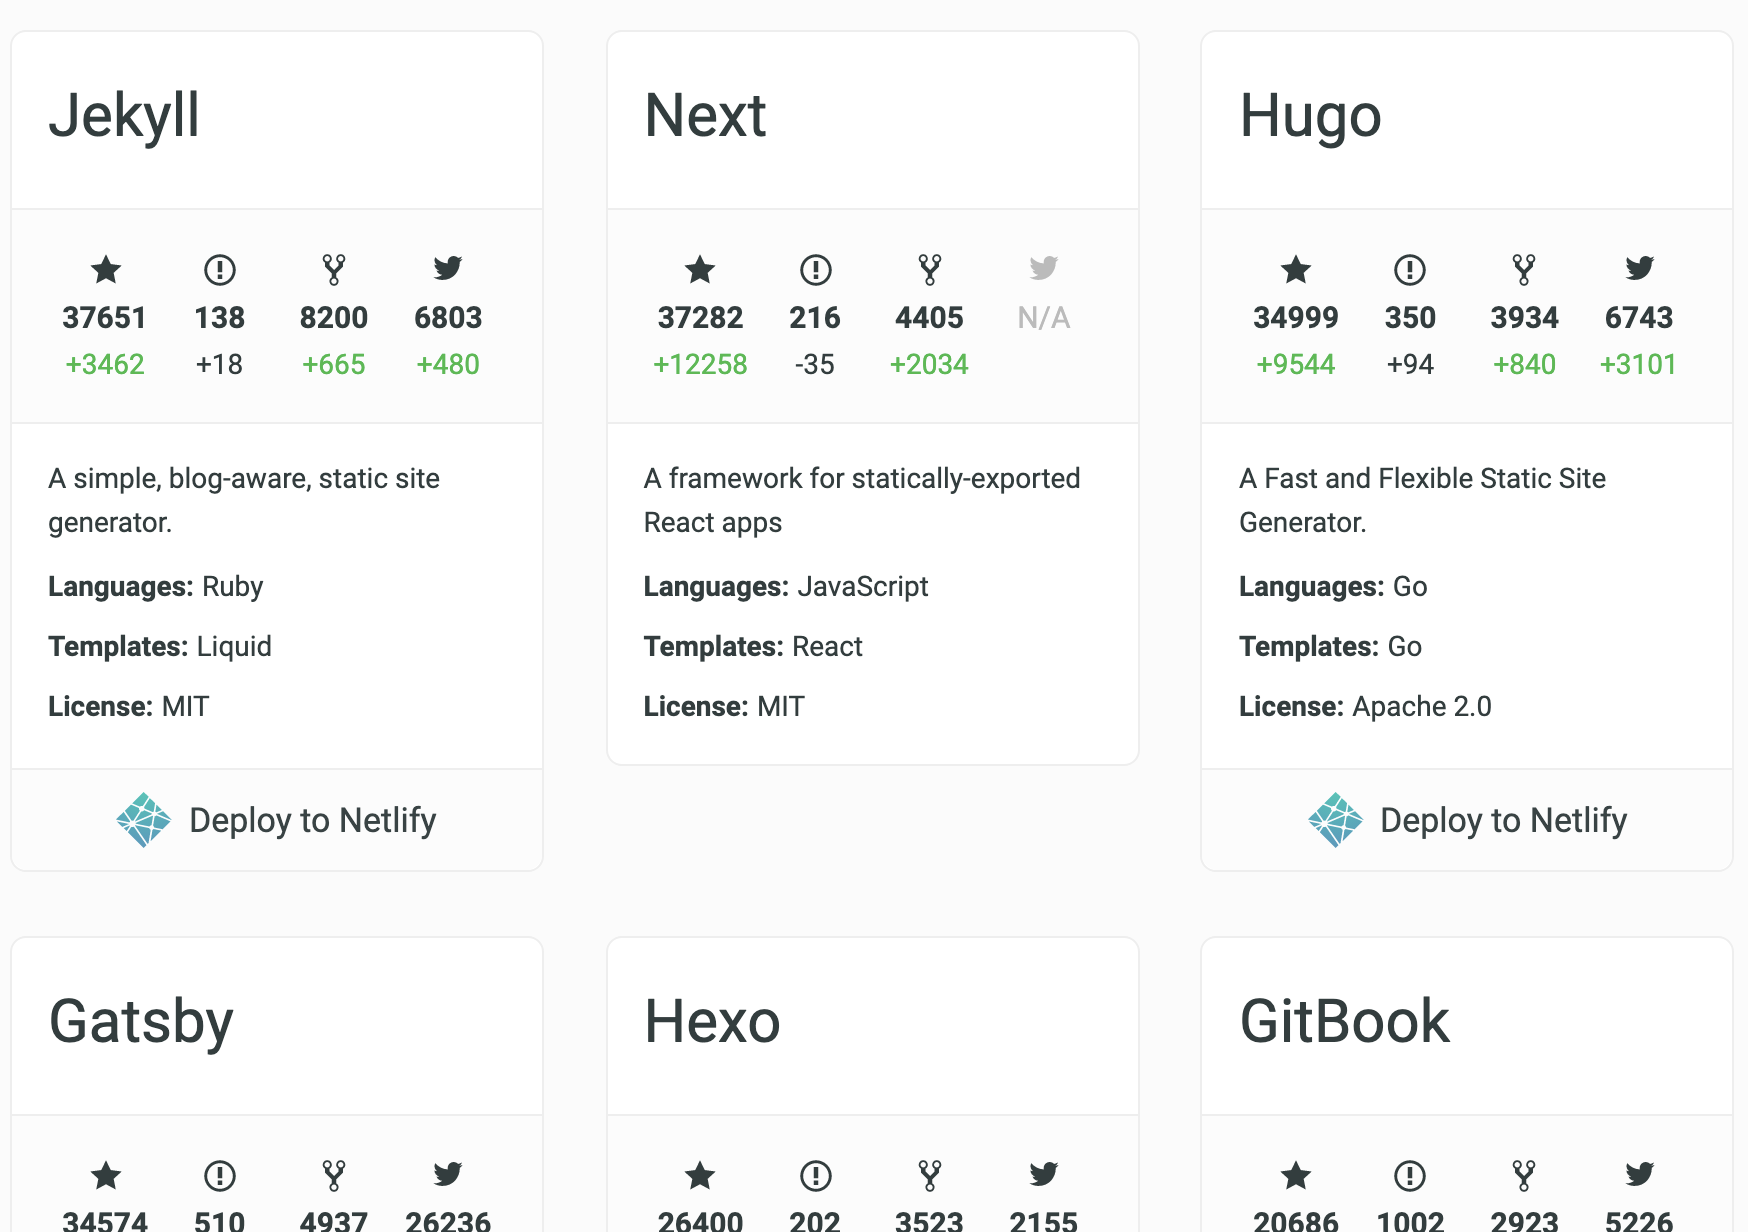 Jekyll
37651 138 8200 6803
+3462 +18 +665 +480
A simple, blog-aware, static site
generator.
Languages: Ruby
Templates: Liquid
License: MIT
Deploy to Netlify
Next
37282 216 4405 N/A
+12258 -35 +2034
A framework for statically-exported
React apps
Languages: JavaScript
Templates: React
License: MIT
Hugo
34999 350 3934 6743
+9544 +94 +840 +3101
A Fast and Flexible Static Site
Generator.
Languages: Go
Templates: Go
License: Apache 2.0
Deploy to Netlify
Gatsby
34574 510 4937 26236
Hexo
26400 202 3523 2155
GitBook
20686 1002 2923 5226